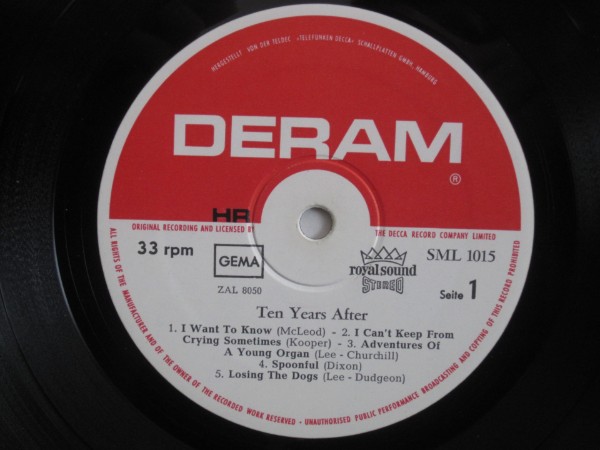 HERGESTELLT VON DER TELDEC »TELEFUNKEN DECCA« SCHALLPLATTEN GMBH, HAMBURG
DERAM
®
HR
ORIGINAL RECORDING AND LICENSED BY THE DECCA RECORD COMPANY LIMITED
33 rpm
GEMA
ZAL 8050
royal sound
STEREO
SML 1015
Seite 1
Ten Years After
1. I Want To Know (McLeod) - 2. I Can't Keep From
Crying Sometimes (Kooper) - 3. Adventures Of
A Young Organ (Lee - Churchill)
4. Spoonful (Dixon)
5. Losing The Dogs (Lee - Dudgeon)
ALL RIGHTS OF THE MANUFACTURER AND OF THE OWNER OF THE RECORDED WORK RESERVED - UNAUTHORISED PUBLIC PERFORMANCE BROADCASTING AND COPYING OF THIS RECORD PROHIBITED